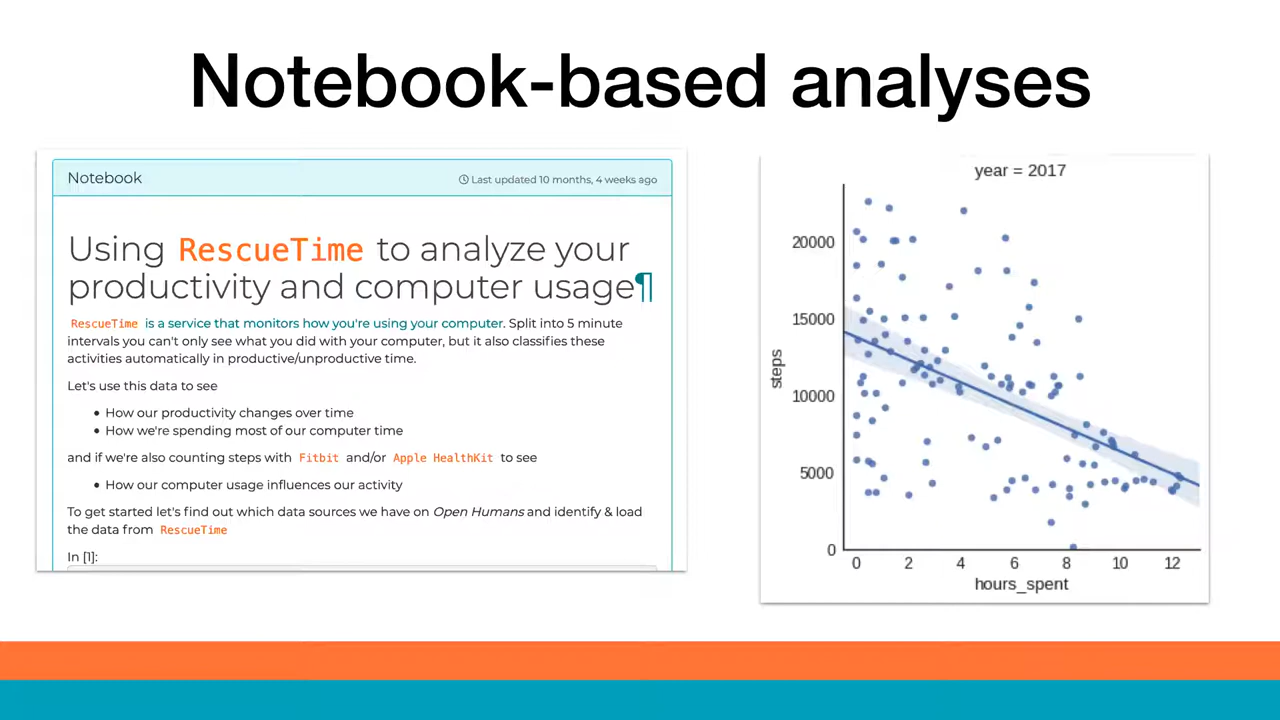 Notebook-based analyses
Notebook
Last updated 10 months, 4 weeks ago
Using RescueTime to analyze your
productivity and computer usage¶
RescueTime is a service that monitors how you're using your computer. Split into 5 minute
intervals you can't only see what you did with your computer, but it also classifies these
activities automatically in productive/unproductive time.
Let's use this data to see
• How our productivity changes over time
• How we're spending most of our computer time
and if we're also counting steps with Fitbit and/or Apple HealthKit to see
• How our computer usage influences our activity
To get started let's find out which data sources we have on Open Humans and identify & load
the data from RescueTime
In [1]:
year = 2017
20000
15000
10000
5000
0
steps
0 2 4 6 8 10 12
hours_spent